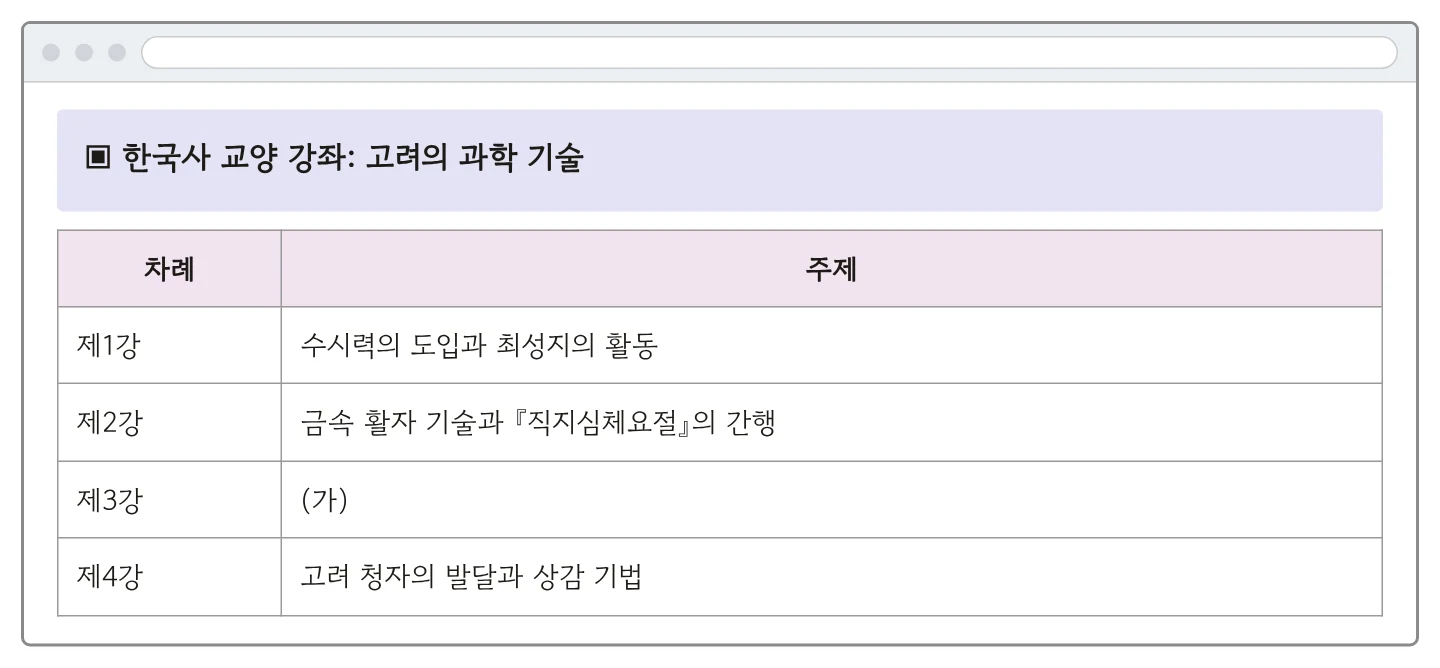 ▣ 한국사 교양 강좌: 고려의 과학 기술
차례 주제
제1강 수시력의 도입과 최성지의 활동
제2강 금속 활자 기술과 『직지심체요절』의 간행
제3강 (가)
제4강 고려 청자의 발달과 상감 기법